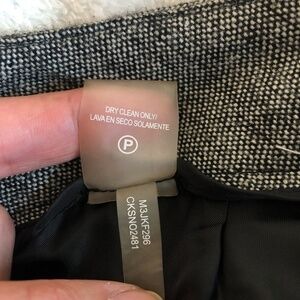 DRY CLEAN ONLY/
LAVA EN SECO SOLAMENTE
P
M3JKF296
CKSNO2481